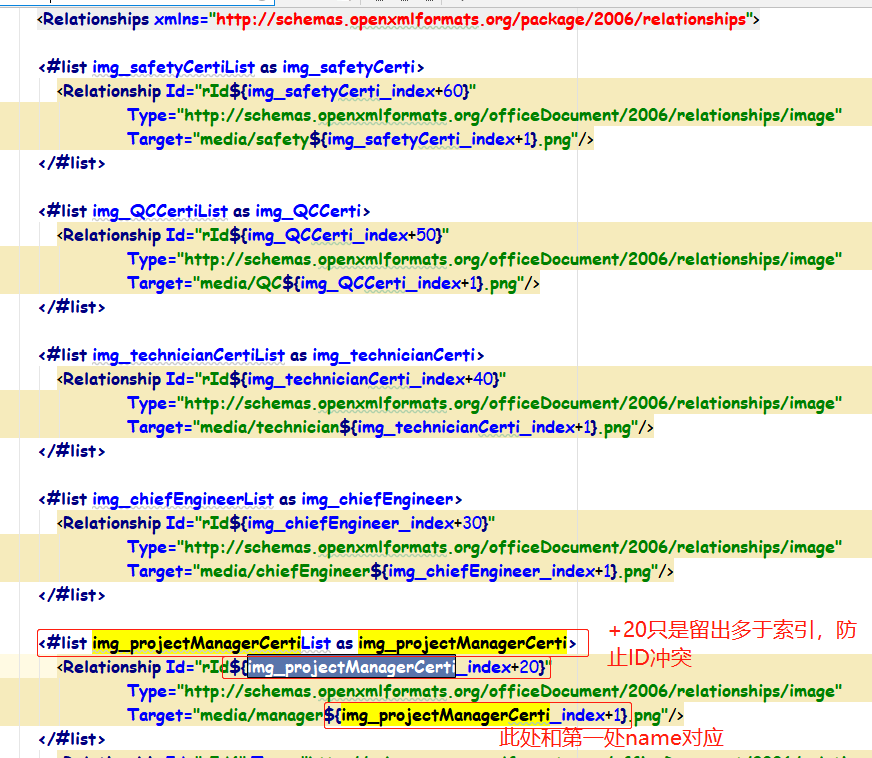 <Relationships xmlns="http://schemas.openxmlformats.org/package/2006/relationships">
<#list img_safetyCertiList as img_safetyCerti>
<Relationship Id="rId${img_safetyCerti_index+60}"
Type="http://schemas.openxmlformats.org/officeDocument/2006/relationships/image"
Target="media/safety${img_safetyCerti_index+1}.png"/>
</#list>
<#list img_QCCertiList as img_QCCerti>
<Relationship Id="rId${img_QCCerti_index+50}"
Type="http://schemas.openxmlformats.org/officeDocument/2006/relationships/image"
Target="media/QC${img_QCCerti_index+1}.png"/>
</#list>
<#list img_technicianCertiList as img_technicianCerti>
<Relationship Id="rId${img_technicianCerti_index+40}"
Type="http://schemas.openxmlformats.org/officeDocument/2006/relationships/image"
Target="media/technician${img_technicianCerti_index+1}.png"/>
</#list>
<#list img_chiefEngineerList as img_chiefEngineer>
<Relationship Id="rId${img_chiefEngineer_index+30}"
Type="http://schemas.openxmlformats.org/officeDocument/2006/relationships/image"
Target="media/chiefEngineer${img_chiefEngineer_index+1}.png"/>
</#list>
<#list img_projectManagerCertiList as img_projectManagerCerti>
+20只是留出多于索引，防
止ID冲突
<Relationship Id="rId${img_projectManagerCerti_index+20}"
Type="http://schemas.openxmlformats.org/officeDocument/2006/relationships/image"
Target="media/manager${img_projectManagerCerti_index+1}.png"/>
此处和第一处name对应
</#list>